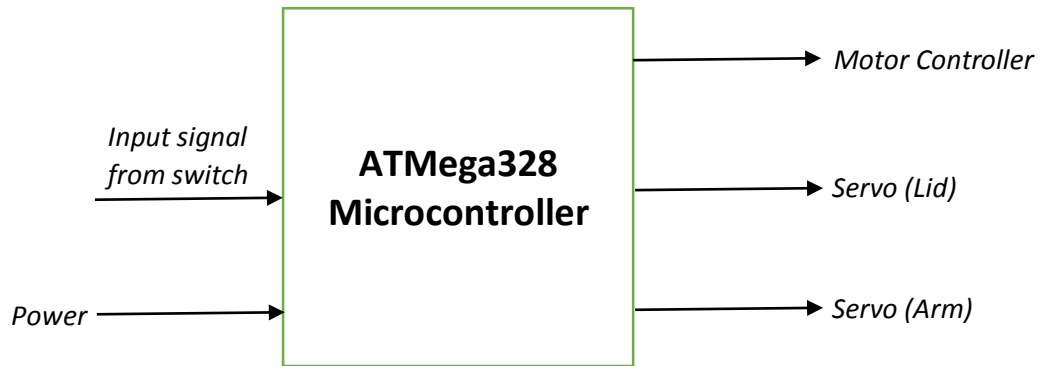 Motor Controller
Input signal
from switch
ATMega328
Microcontroller
Servo (Lid)
Power
Servo (Arm)